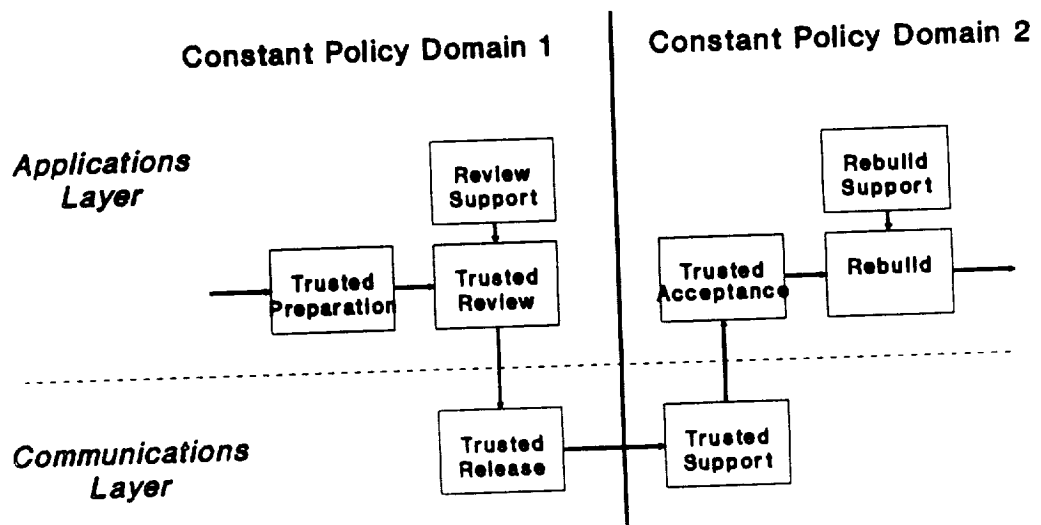 Constant Policy Domain 1
Constant Policy Domain 2
Applications
Layer
Review
Support
Rebuild
Support
Trusted
Preparation
Trusted
Review
Trusted
Acceptance
Rebuild
Communications
Layer
Trusted
Release
Trusted
Support